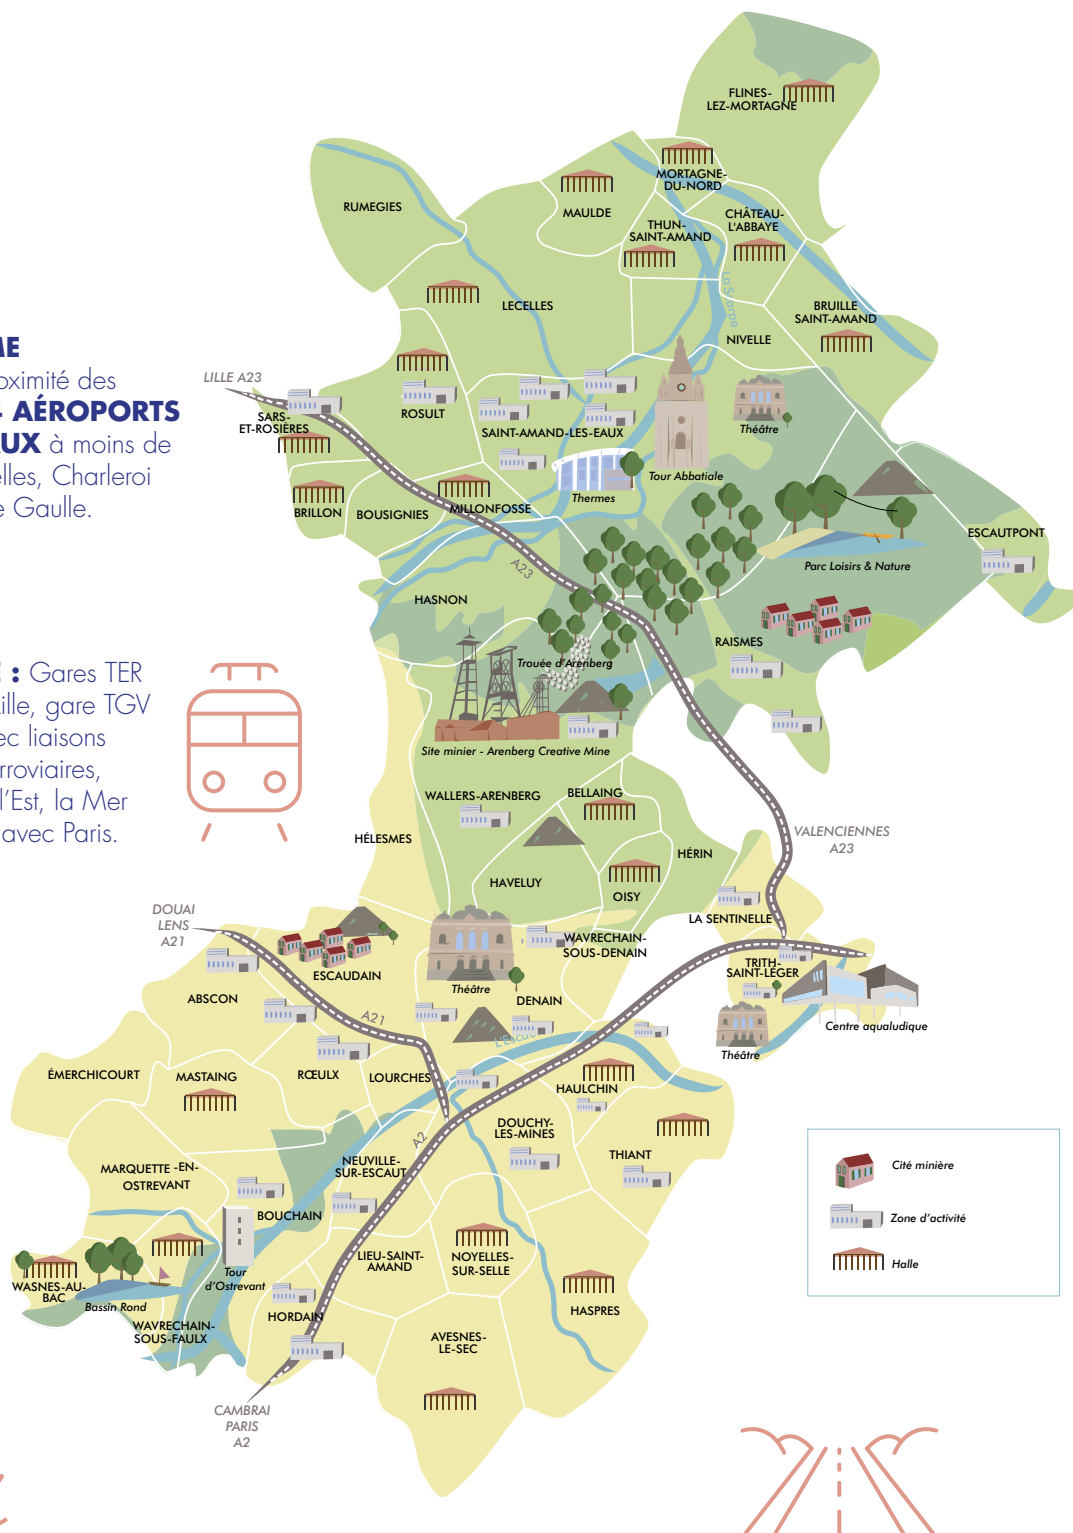 ME
oximité des
4 AÉROPORTS
UX à moins de
elles, Charleroi
e Gaulle.
: Gares TER
ille, gare TGV
ec liaisons
rroviaires,
l'Est, la Mer
avec Paris.
FLINES-
LEZ-MORTAGNE
MORTAGNE-
DU-NORD
RUMEGIES
MAULDE
THUN-
SAINT-AMAND
CHÂTEAU-
L'ABBAYE
La Scarpe
LECELLES
BRUILLE
SAINT-AMAND
NIVELLE
LILLE A23
SARS-
ET-ROSIÈRES
ROSULT
SAINT-AMAND-LES-EAUX
Théâtre
Tour Abbatiale
Thermes
BRILLON
BOUSIGNIES
MILLONFOSSE
ESCAUTPONT
Parc Loisirs & Nature
A23
HASNON
RAISMES
Trouée d'Arenberg
Site minier - Arenberg Creative Mine
WALLERS-ARENBERG
BELLAING
HÉLESMES
HÉRIN
VALENCIENNES
A23
HAVELUY
OISY
DOUAI
LENS
A21
LA SENTINELLE
WAVRECHAIN-
SOUS-DENAIN
ESCAUDAIN
TRITH-
SAINT-LÉGER
Théâtre
ABSCON
DENAIN
A21
Centre aqualudique
L'Escaut
Théâtre
ÉMERCHICOURT
MASTAING
RŒULX
LOURCHES
HAULCHIN
DOUCHY-
LES-MINES
A2
THIANT
MARQUETTE -EN-
OSTREVANT
NEUVILLE-
SUR-ESCAUT
BOUCHAIN
LIEU-SAINT-
AMAND
NOYELLES-
SUR-SELLE
Tour
d'Ostrevant
WASNES-AU-
BAC
Bassin Rond
HASPRES
HORDAIN
WAVRECHAIN-
SOUS-FAULX
AVESNES-
LE-SEC
CAMBRAI
PARIS
A2
Cité minière
Zone d'activité
Halle